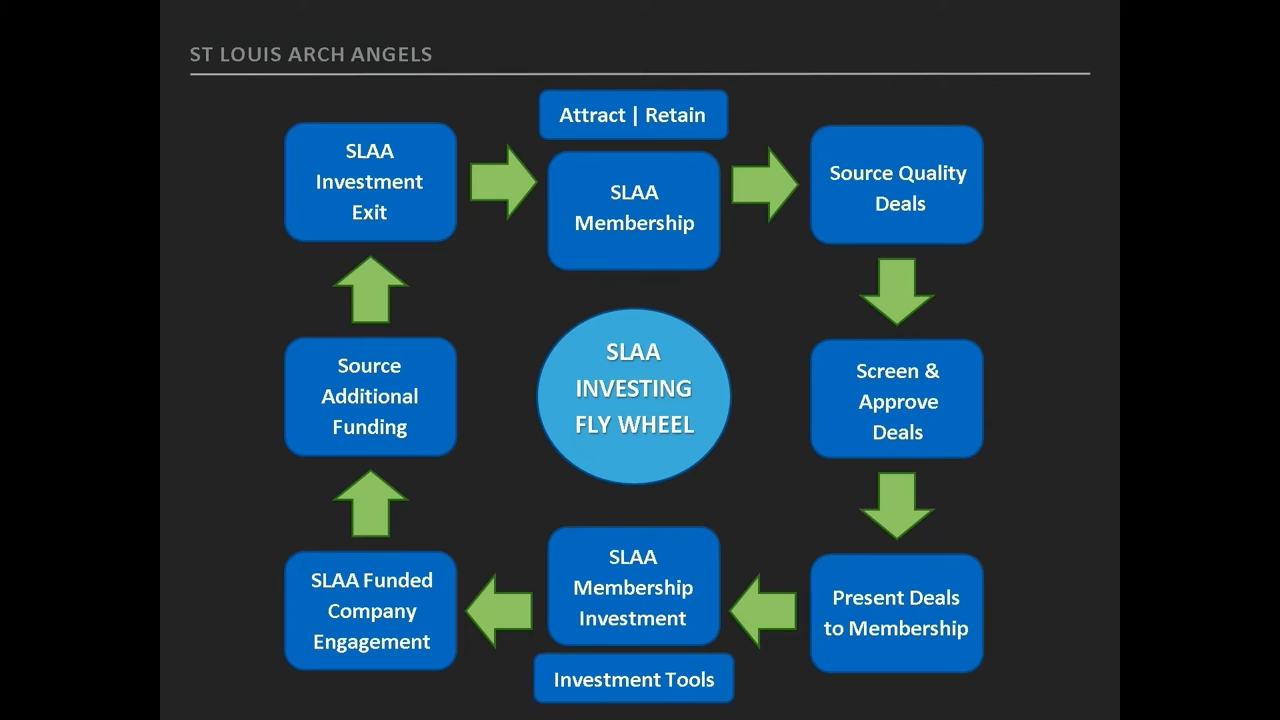 ST LOUIS ARCH ANGELS
Attract | Retain
SLAA
Investment
Exit
SLAA
Membership
Source Quality
Deals
Source
Additional
Funding
SLAA
INVESTING
FLY WHEEL
Screen &
Approve
Deals
SLAA Funded
Company
Engagement
SLAA
Membership
Investment
Present Deals
to Membership
Investment Tools